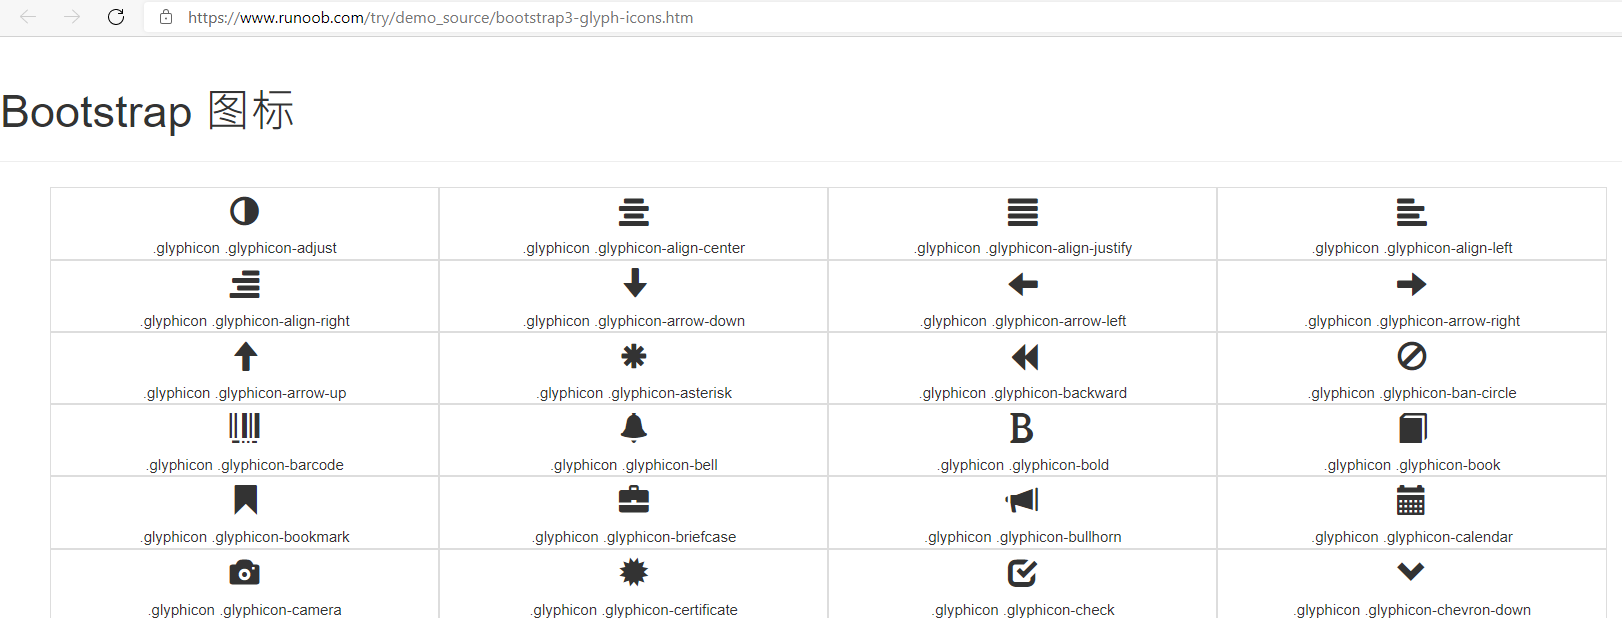 https://www.runoob.com/try/demo_source/bootstrap3-glyph-icons.htm
Bootstrap 图标
.glyphicon .glyphicon-adjust .glyphicon .glyphicon-align-center .glyphicon .glyphicon-align-justify .glyphicon .glyphicon-align-left
.glyphicon .glyphicon-align-right .glyphicon .glyphicon-arrow-down .glyphicon .glyphicon-arrow-left .glyphicon .glyphicon-arrow-right
.glyphicon .glyphicon-arrow-up .glyphicon .glyphicon-asterisk .glyphicon .glyphicon-backward .glyphicon .glyphicon-ban-circle
.glyphicon .glyphicon-barcode .glyphicon .glyphicon-bell .glyphicon .glyphicon-bold .glyphicon .glyphicon-book
.glyphicon .glyphicon-bookmark .glyphicon .glyphicon-briefcase .glyphicon .glyphicon-bullhorn .glyphicon .glyphicon-calendar
.glyphicon .glyphicon-camera .glyphicon .glyphicon-certificate .glyphicon .glyphicon-check .glyphicon .glyphicon-chevron-down